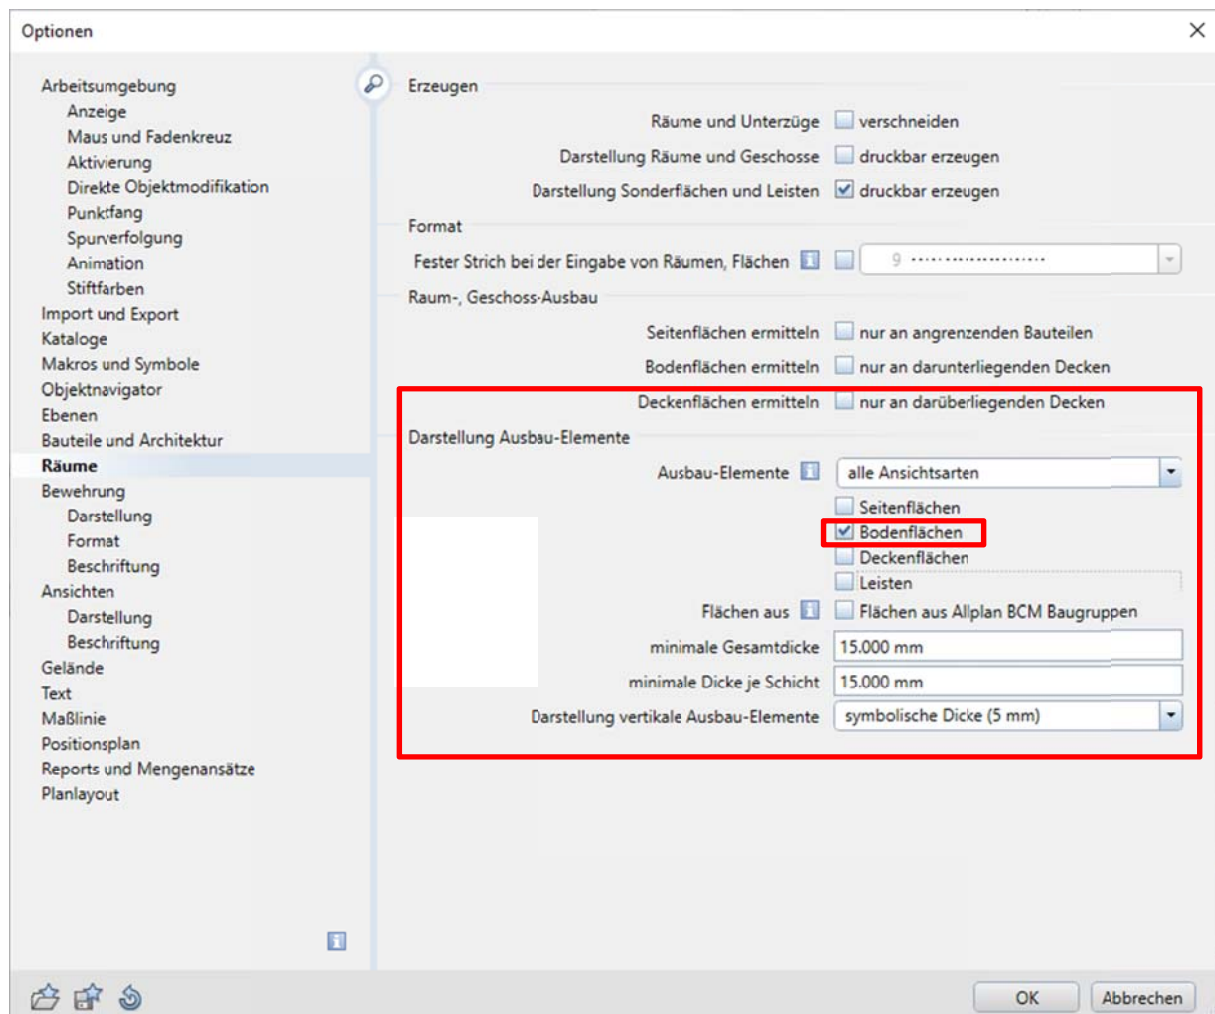 Optionen
Arbeitsumgebung
Anzeige
Maus und Fadenkreuz
Aktivierung
Direkte Objektmodifikation
Punktfang
Spurverfolgung
Animation
Stiftfarben
Import und Export
Kataloge
Makros und Symbole
Objektnavigator
Ebenen
Bauteile und Architektur
Räume
Bewehrung
Darstellung
Format
Beschriftung
Ansichten
Darstellung
Beschriftung
Gelände
Text
Maßlinie
Positionsplan
Reports und Mengenansätze
Planlayout
Erzeugen
Räume und Unterzüge verschneiden
Darstellung Räume und Geschosse druckbar erzeugen
Darstellung Sonderflächen und Leisten druckbar erzeugen
Format
Fester Strich bei der Eingabe von Räumen, Flächen 9
Raum-, Geschoss-Ausbau
Seitenflächen ermitteln nur an angrenzenden Bauteilen
Bodenflächen ermitteln nur an darunterliegenden Decken
Deckenflächen ermitteln nur an darüberliegenden Decken
Darstellung Ausbau-Elemente
Ausbau-Elemente alle Ansichtsarten
Seitenflächen
Bodenflächen
Deckenflächen
Leisten
Flächen aus Flächen aus Allplan BCM Baugruppen
minimale Gesamtdicke 15.000 mm
minimale Dicke je Schicht 15.000 mm
Darstellung vertikale Ausbau-Elemente symbolische Dicke (5 mm)
OK Abbrechen